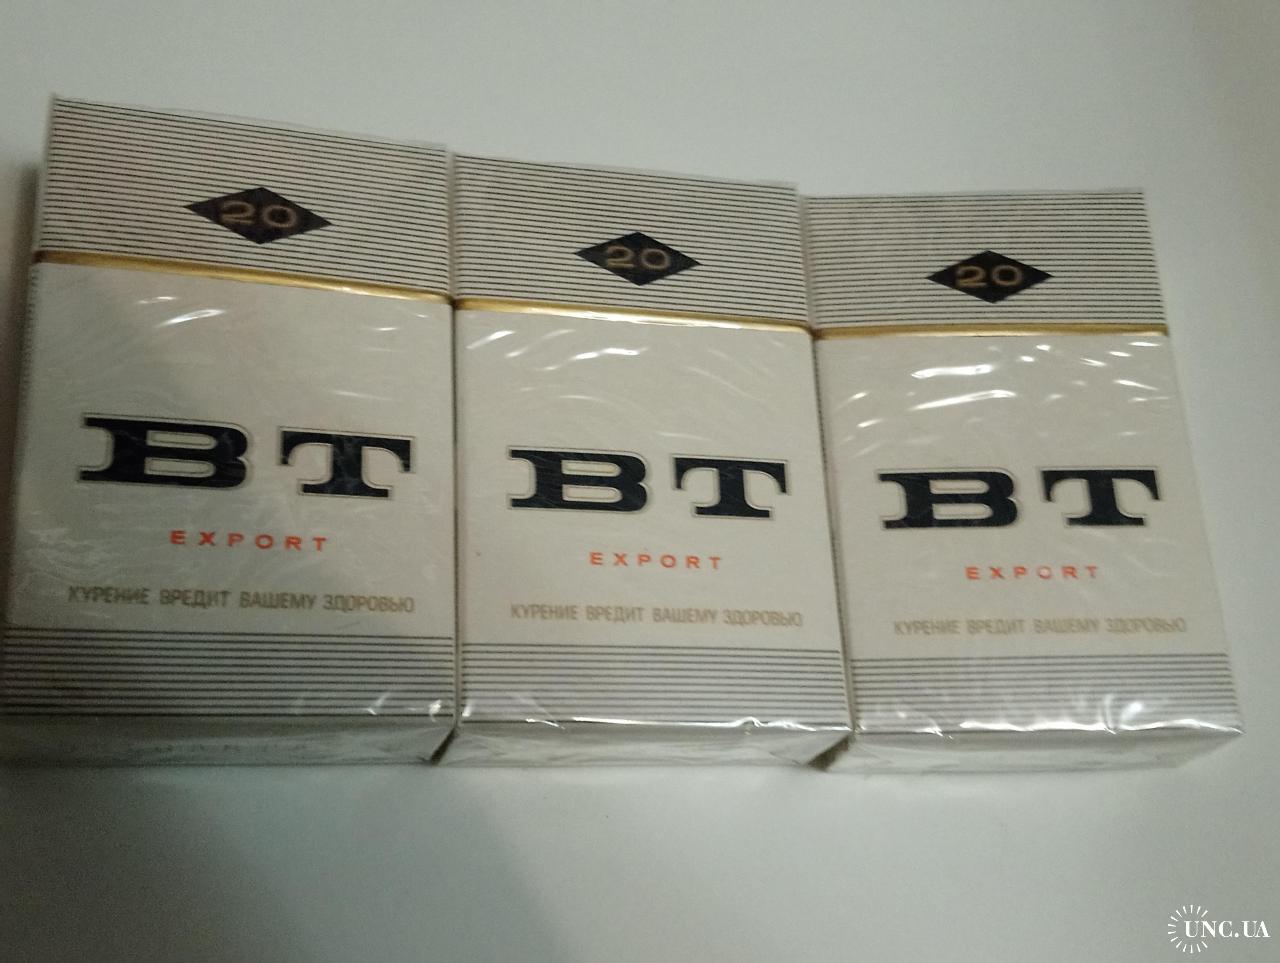 20
BT
EXPORT
КУРЕНИЕ ВРЕДИТ ВАШЕМУ ЗДОРОВЬЮ
20
BT
EXPORT
КУРЕНИЕ ВРЕДИТ ВАШЕМУ ЗДОРОВЬЮ
20
BT
EXPORT
КУРЕНИЕ ВРЕДИТ ВАШЕМУ ЗДОРОВЬЮ
UNC.UA